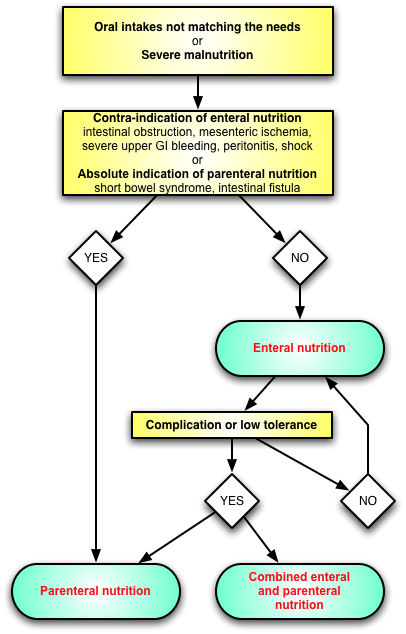 Oral intakes not matching the needs
or
Severe malnutrition
Contra-indication of enteral nutrition
intestinal obstruction, mesenteric ischemia,
severe upper GI bleeding, peritonitis, shock
or
Absolute indication of parenteral nutrition
short bowel syndrome, intestinal fistula
YES
NO
Enteral nutrition
Complication or low tolerance
YES
NO
Parenteral nutrition
Combined enteral
and parenteral
nutrition